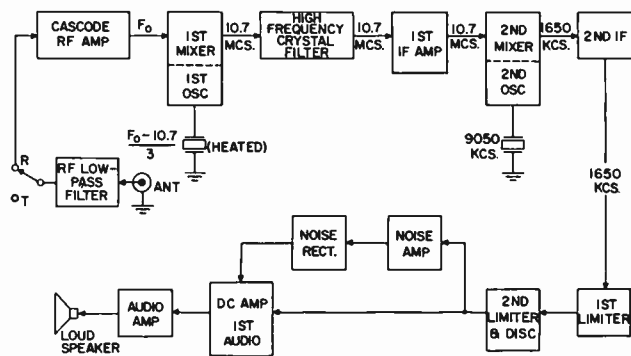 CASCODE
RF AMP
F₀
1ST
MIXER
1ST
OSC
10.7
MCS.
HIGH
FREQUENCY
CRYSTAL
FILTER
10.7
MCS.
1ST
IF AMP
10.7
MCS.
2ND
MIXER
2ND
OSC
1650
KCS.
2ND IF
F₀-10.7
3
(HEATED)
9050
KCS.
1650
KCS.
R
T
RF LOW-
PASS
FILTER
ANT
NOISE
RECT.
NOISE
AMP
LOUD
SPEAKER
AUDIO
AMP
DC AMP
1ST
AUDIO
2ND
LIMITER
& DISC
1ST
LIMITER